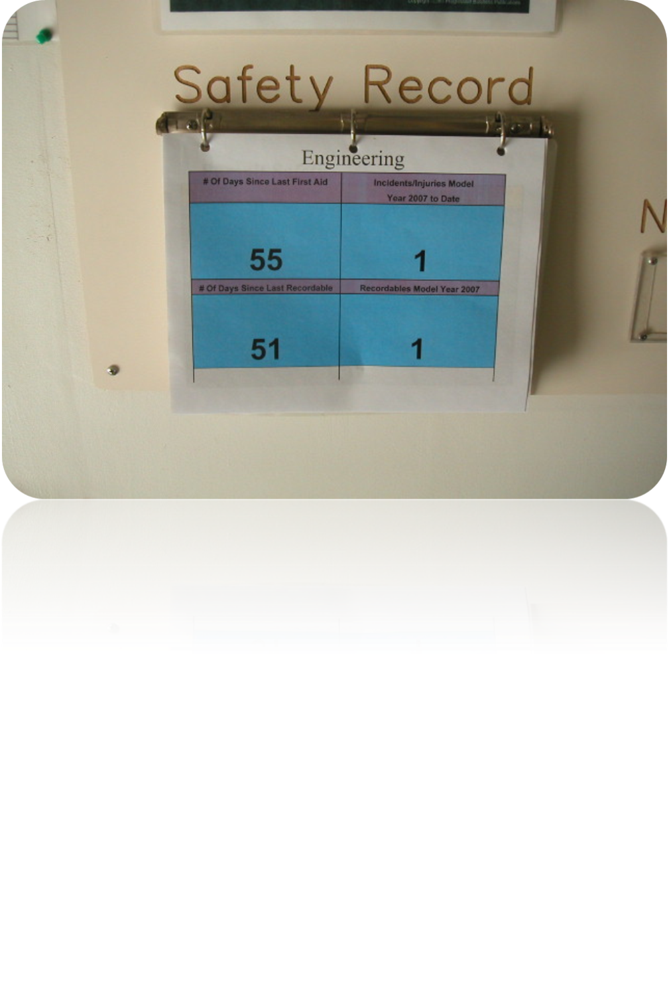 Safety Record
Engineering
# Of Days Since Last First Aid
Incidents/Injuries Model
Year 2007 to Date
55
1
# Of Days Since Last Recordable
Recordables Model Year 2007
51
1
N